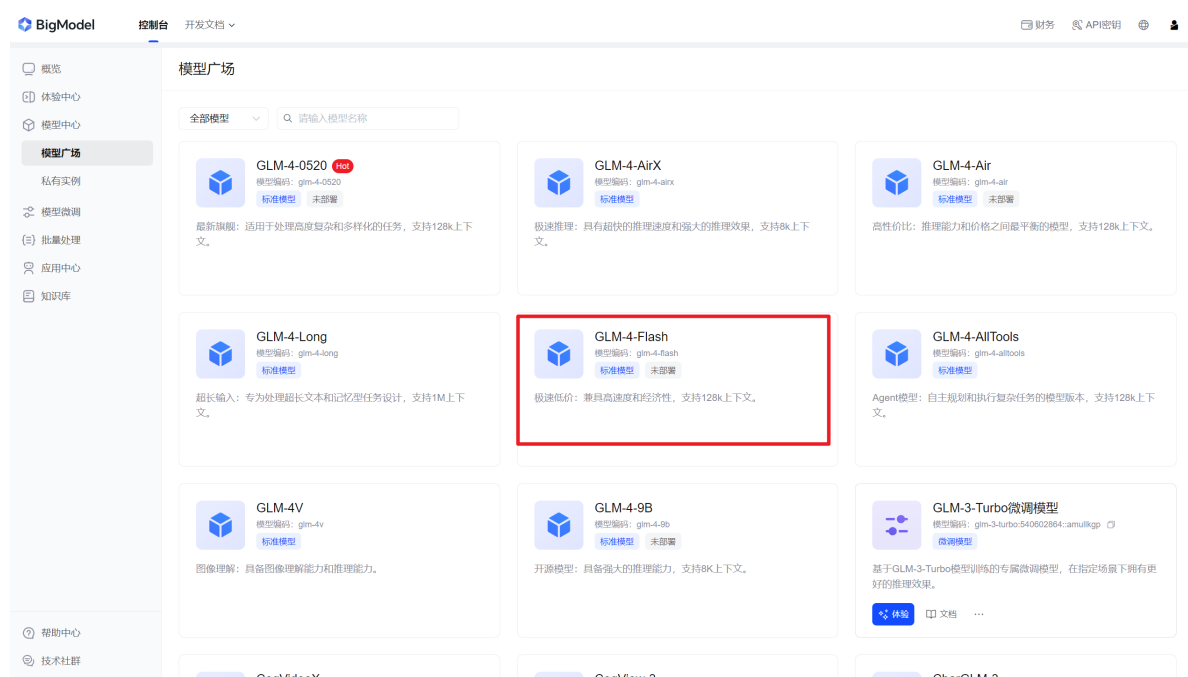 BigModel
控制台
开发文档
财务
API密钥
概览
体验中心
模型中心
模型广场
私有实例
模型微调
批量处理
应用中心
知识库
帮助中心
技术社群
模型广场
全部模型
请输入模型名称
GLM-4-0520 Hot
模型编码：glm-4-0520
标准模型 未部署
最新旗舰：适用于处理高度复杂和多样化的任务，支持128k上下
文。
GLM-4-AirX
模型编码：glm-4-airx
标准模型
极速推理：具有超快的推理速度和强大的推理效果，支持8k上下
文。
GLM-4-Air
模型编码：glm-4-air
标准模型 未部署
高性价比：推理能力和价格之间最平衡的模型，支持128k上下文。
GLM-4-Long
模型编码：glm-4-long
标准模型
超长输入：专为处理超长文本和记忆型任务设计，支持1M上下
文。
GLM-4-Flash
模型编码：glm-4-flash
标准模型 未部署
极速低价：兼具高速度和经济性，支持128k上下文。
GLM-4-AllTools
模型编码：glm-4-alltools
标准模型
Agent模型：自主规划和执行复杂任务的模型版本，支持128k上下
文。
GLM-4V
模型编码：glm-4v
标准模型
图像理解：具备图像理解能力和推理能力。
GLM-4-9B
模型编码：glm-4-9b
标准模型 未部署
开源模型：具备强大的推理能力，支持8K上下文。
GLM-3-Turbo微调模型
模型编码：glm-3-turbo:540602864::amullkgp
微调模型
基于GLM-3-Turbo模型训练的专属微调模型，在指定场景下拥有更
好的推理效果。
体验 文档 ...